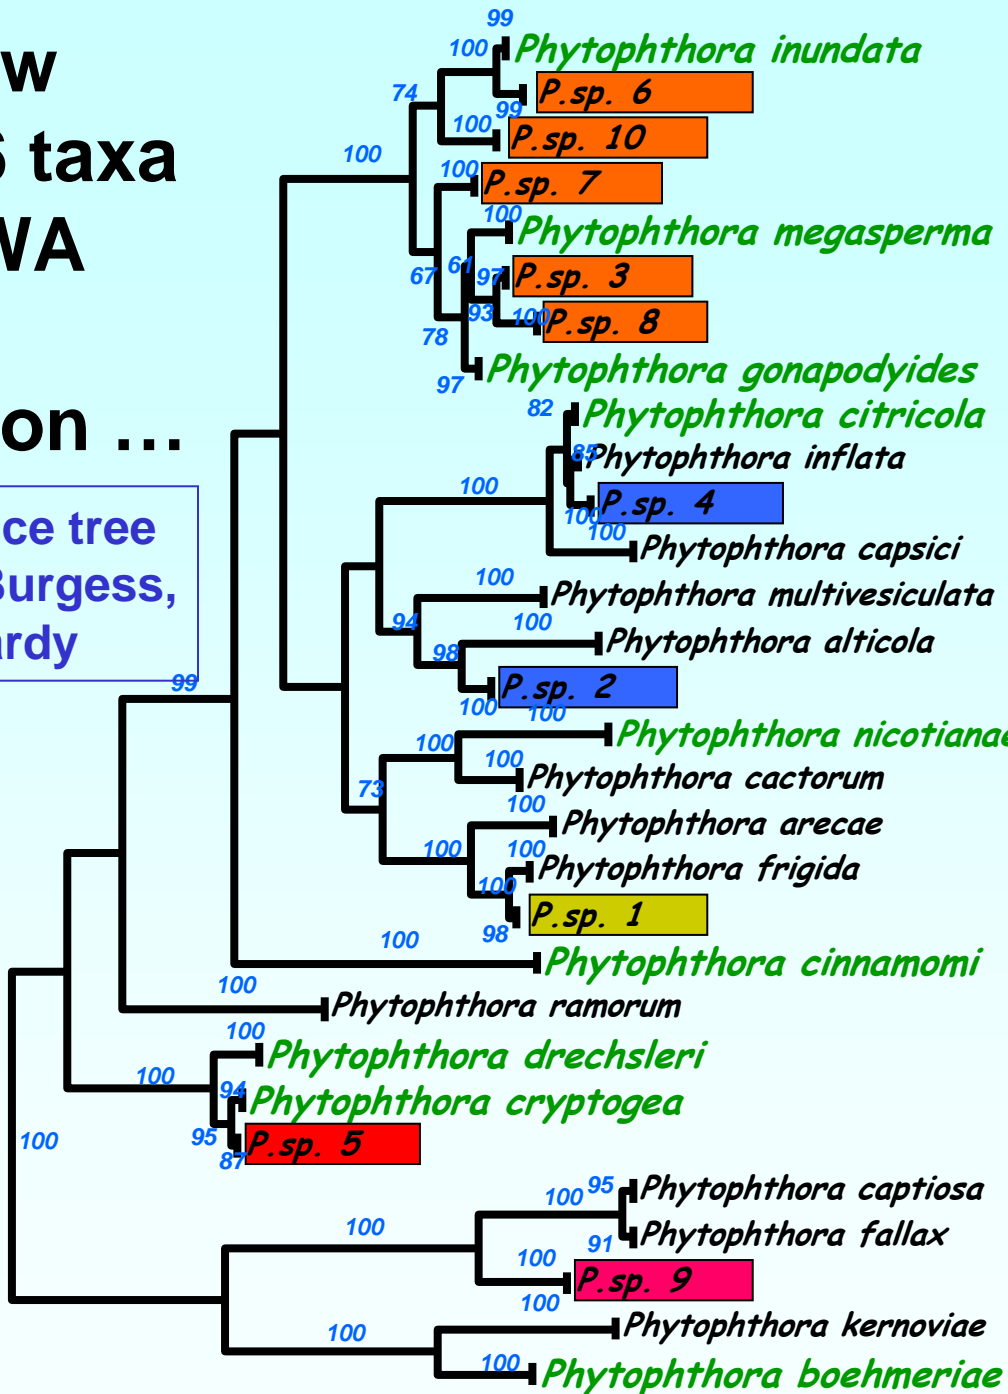 w
6 taxa
WA
on …
ce tree
Burgess,
ardy
99
100
Phytophthora inundata
P.sp. 6
74
99
100
P.sp. 10
100
100
P.sp. 7
100
Phytophthora megasperma
67
61
97
P.sp. 3
93
100
P.sp. 8
78
97
Phytophthora gonapodyides
82
Phytophthora citricola
85
Phytophthora inflata
100
P.sp. 4
100
100
Phytophthora capsici
100
Phytophthora multivesiculata
94
100
Phytophthora alticola
98
P.sp. 2
100
99
100
Phytophthora nicotianae
100
100
Phytophthora cactorum
73
100
Phytophthora arecae
100
100
Phytophthora frigida
100
P.sp. 1
98
100
Phytophthora cinnamomi
100
Phytophthora ramorum
100
Phytophthora drechsleri
100
94
Phytophthora cryptogea
95
P.sp. 5
87
100
100
95
Phytophthora captiosa
100
91
Phytophthora fallax
100
P.sp. 9
100
Phytophthora kernoviae
100
100
Phytophthora boehmeriae